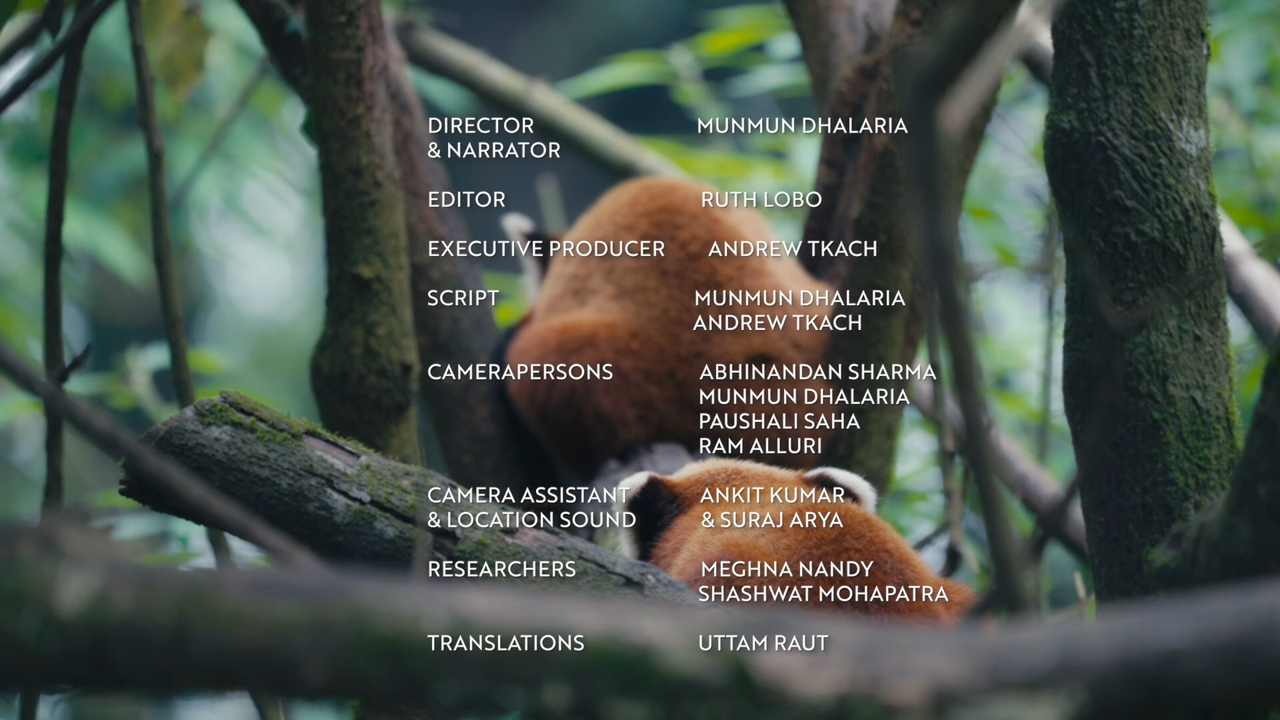 DIRECTOR MUNMUN DHALARIA
& NARRATOR
EDITOR RUTH LOBO
EXECUTIVE PRODUCER ANDREW TKACH
SCRIPT MUNMUN DHALARIA
ANDREW TKACH
CAMERAPERSONS ABHINANDAN SHARMA
MUNMUN DHALARIA
PAUSHALI SAHA
RAM ALLURI
CAMERA ASSISTANT ANKIT KUMAR
& LOCATION SOUND & SURAJ ARYA
RESEARCHERS MEGHNA NANDY
SHASHWAT MOHAPATRA
TRANSLATIONS UTTAM RAUT